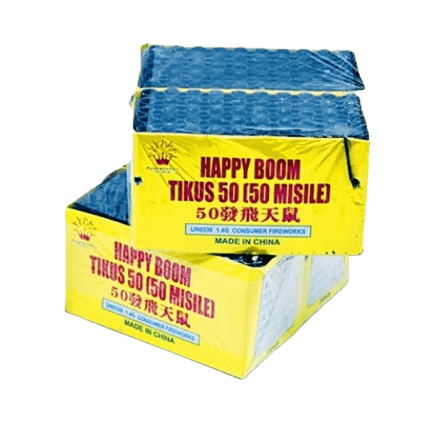 HAPPY BOOM
TIKUS 50 (50 MISILE)
50發飛天鼠
UN0336 1.4G CONSUMER FIREWORKS
MADE IN CHINA
HAPPY BOOM
TIKUS 50 (50 MISILE)
50發飛天鼠
UN0336 1.4G CONSUMER FIREWORKS
MADE IN CHINA